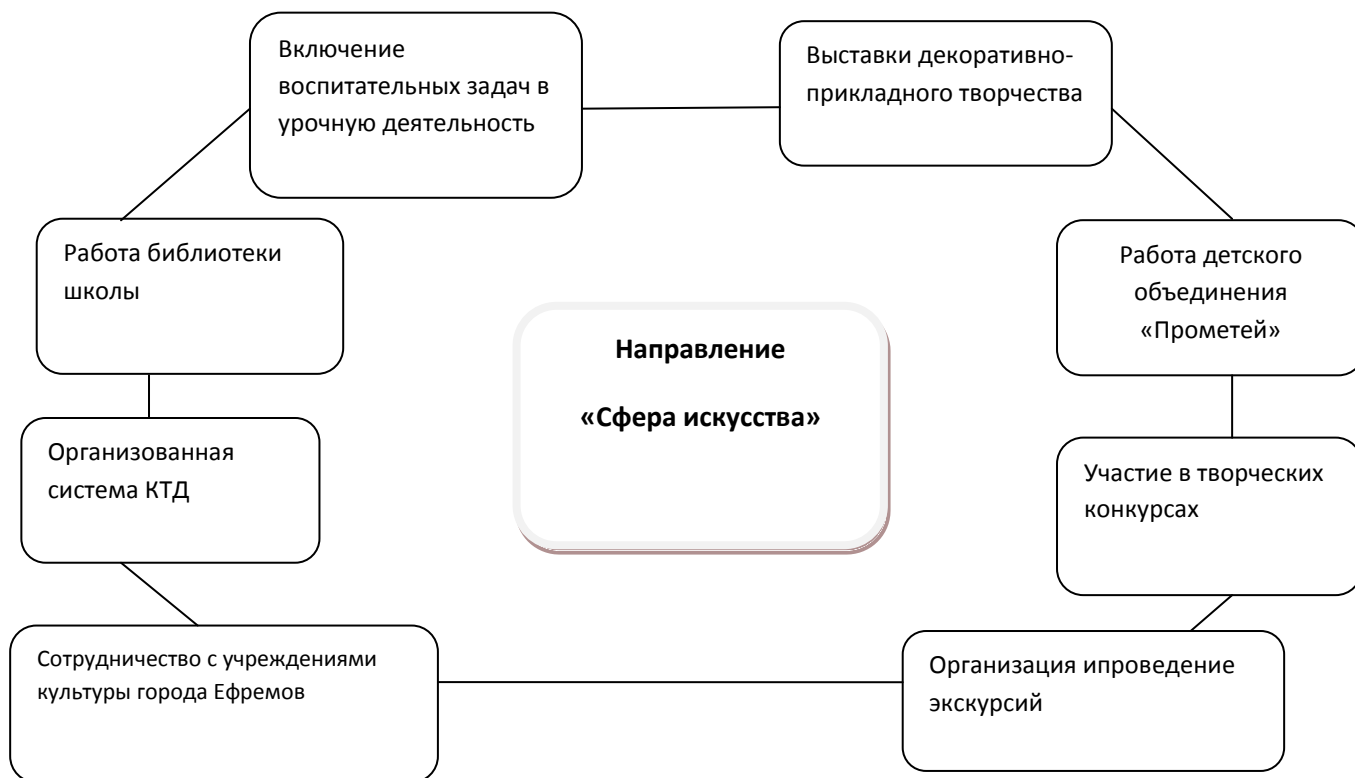 Включение
воспитательных задач в
урочную деятельность
Выставки декоративно-
прикладного творчества
Работа библиотеки
школы
Работа детского
объединения
«Прометей»
Направление
«Сфера искусства»
Организованная
система КТД
Участие в творческих
конкурсах
Сотрудничество с учреждениями
культуры города Ефремов
Организация ипроведение
экскурсий